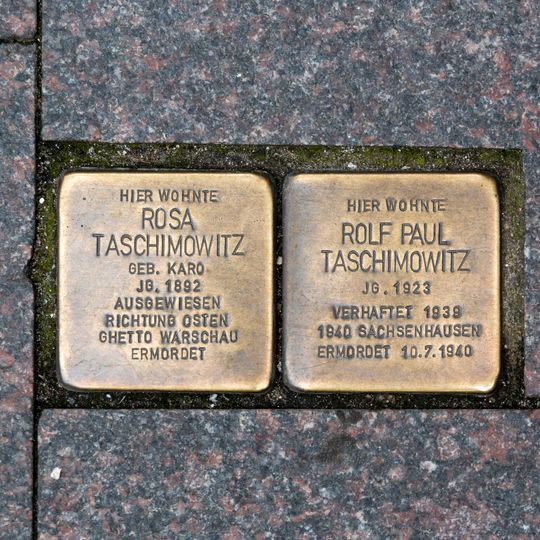 HIER WOHNTE
ROSA
TASCHIMOWITZ
GEB. KARO
JG. 1892
AUSGEWIESEN
RICHTUNG OSTEN
GHETTO WARSCHAU
ERMORDET
HIER WOHNTE
ROLF PAUL
TASCHIMOWITZ
JG. 1923
VERHAFTET 1939
1940 SACHSENHAUSEN
ERMORDET 10.7.1940